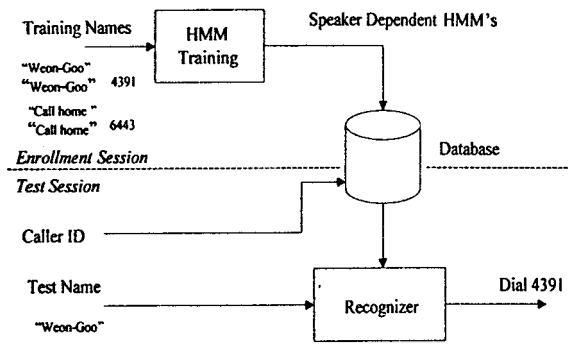 Training Names
HMM
Training
Speaker Dependent HMM's
"Weon-Goo"
"Weon-Goo" 4391
"Call home "
"Call home" 6443
Enrollment Session
Database
Test Session
Caller ID
Test Name
Recognizer
Dial 4391
"Weon-Goo"